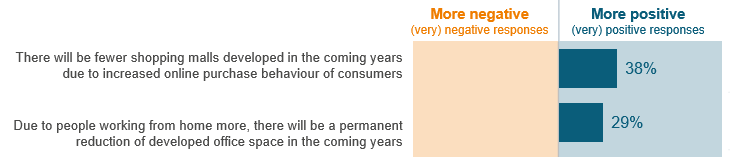 More negative
(very) negative responses
More positive
(very) positive responses
There will be fewer shopping malls developed in the coming years
due to increased online purchase behaviour of consumers
38%
Due to people working from home more, there will be a permanent
reduction of developed office space in the coming years
29%